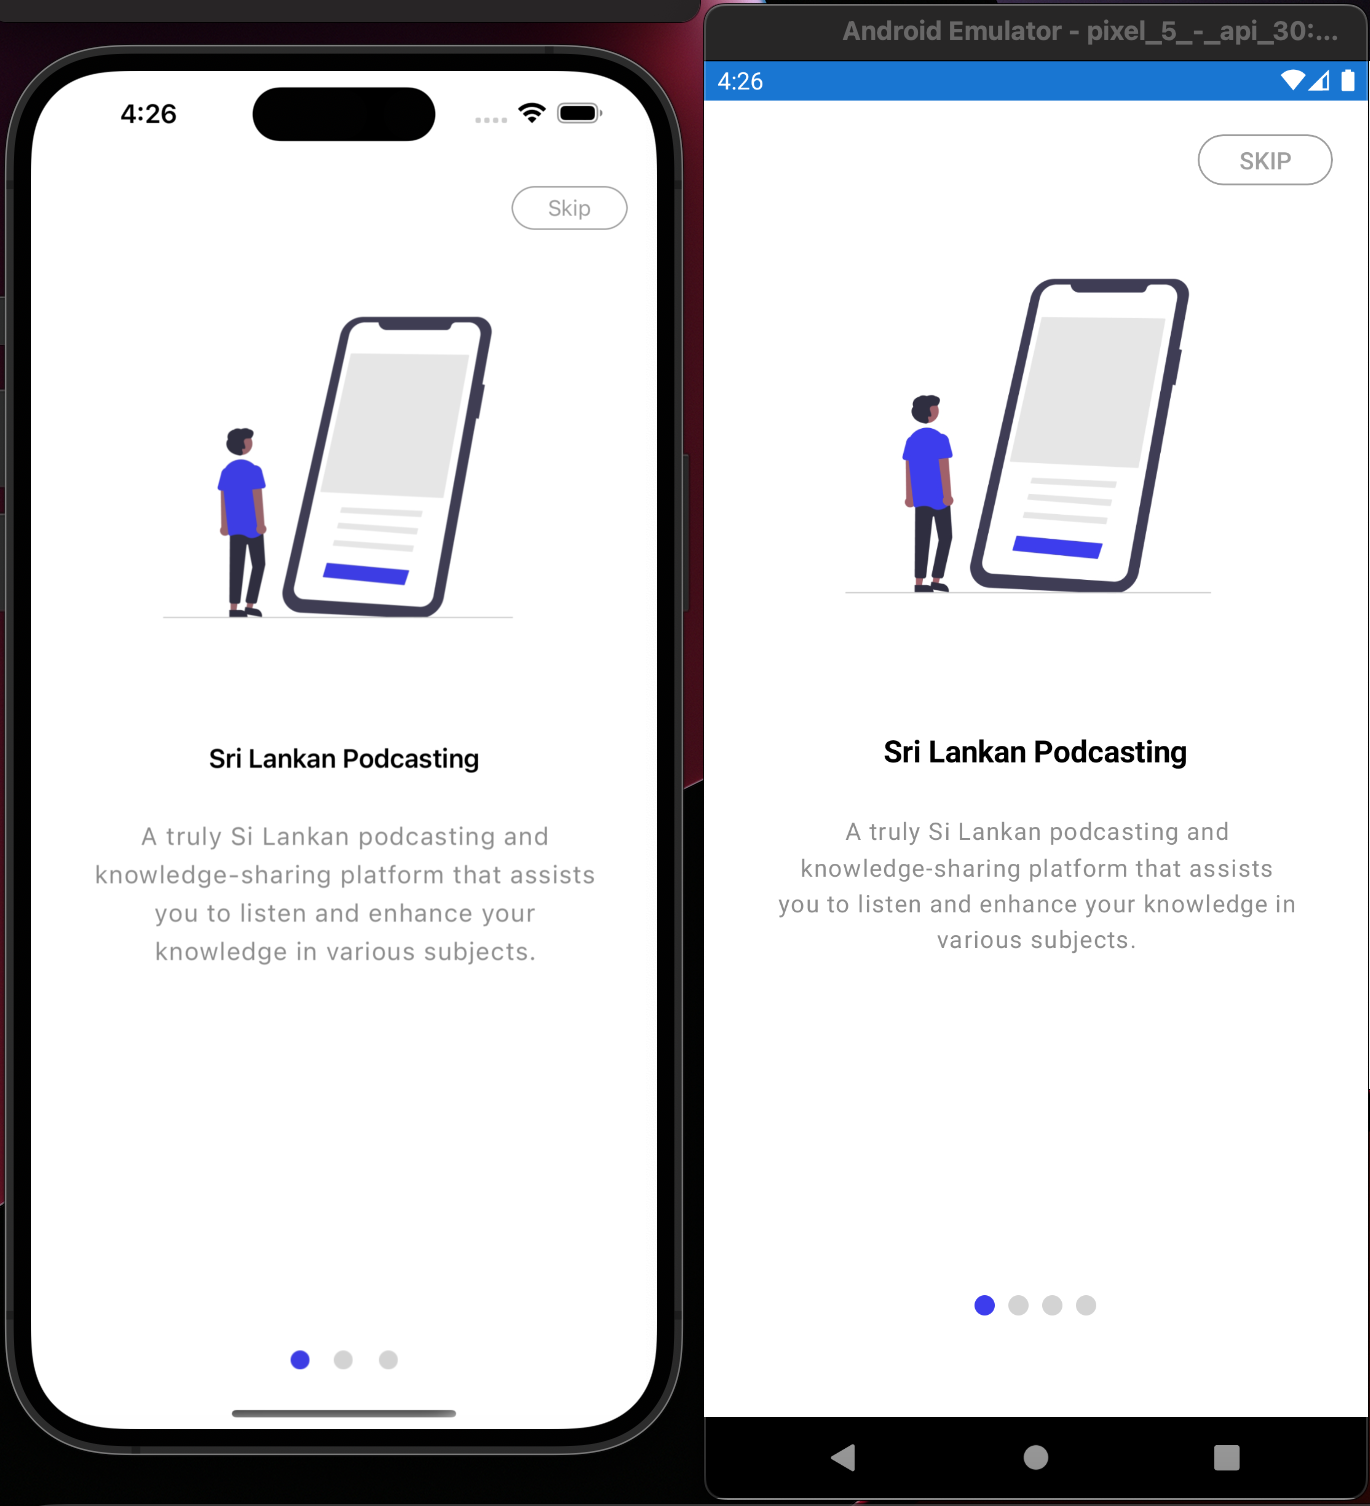 4:26
Skip
Sri Lankan Podcasting
A truly Si Lankan podcasting and
knowledge-sharing platform that assists
you to listen and enhance your
knowledge in various subjects.
Android Emulator - pixel_5_-_api_30:...
4:26
SKIP
Sri Lankan Podcasting
A truly Si Lankan podcasting and
knowledge-sharing platform that assists
you to listen and enhance your knowledge in
various subjects.